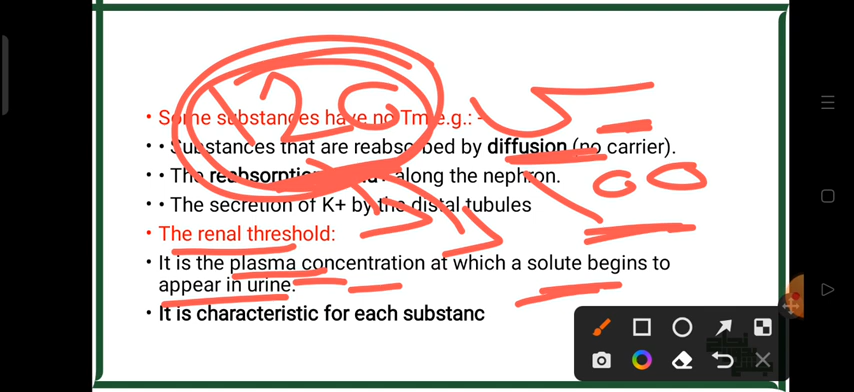 120
• Some substances have no Tm e.g.: -
• • Substances that are reabsorbed by diffusion (no carrier).
• • The reabsorption along the nephron.
100
• • The secretion of K+ by the distal tubules
• The renal threshold:
• It is the plasma concentration at which a solute begins to
appear in urine.
• It is characteristic for each substanc